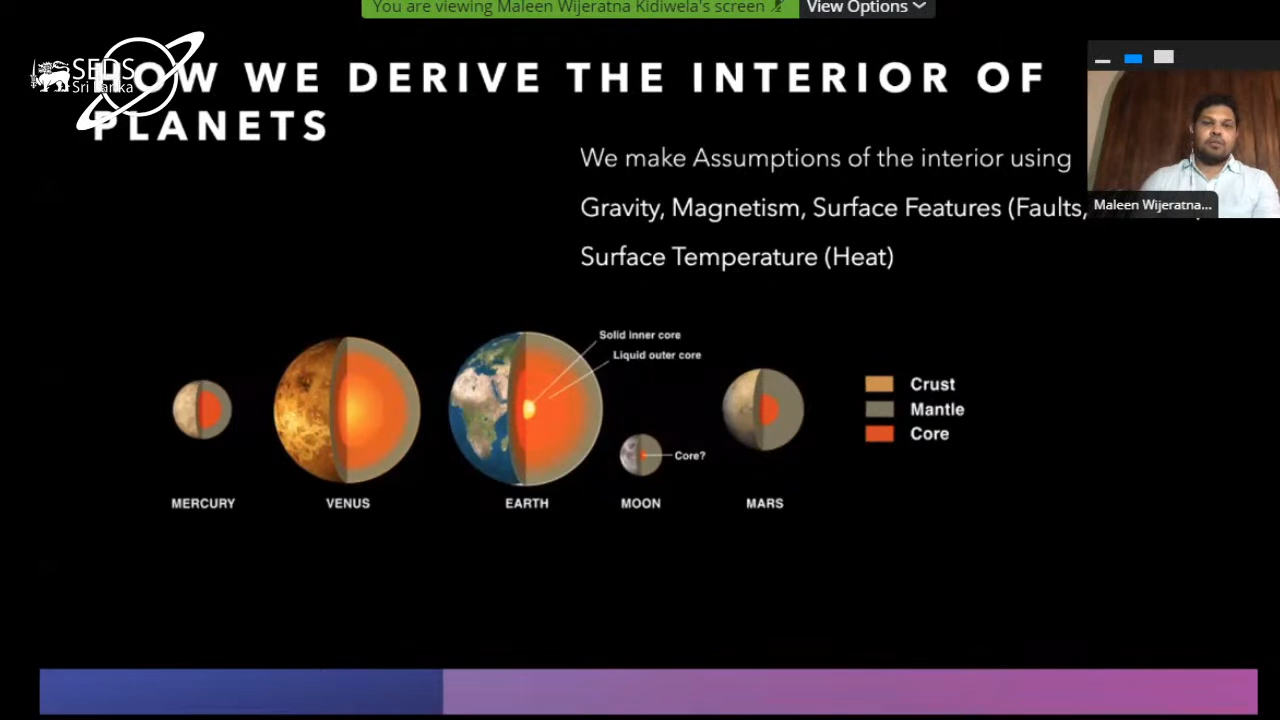 You are viewing Maleen Wijeratna Kidiwela's screen
View Options
SEDS
Sri Lanka
HOW WE DERIVE THE INTERIOR OF
PLANETS
We make Assumptions of the interior using
Gravity, Magnetism, Surface Features (Faults,
Surface Temperature (Heat)
Maleen Wijeratna...
Solid inner core
Liquid outer core
Core?
Crust
Mantle
Core
MERCURY
VENUS
EARTH
MOON
MARS